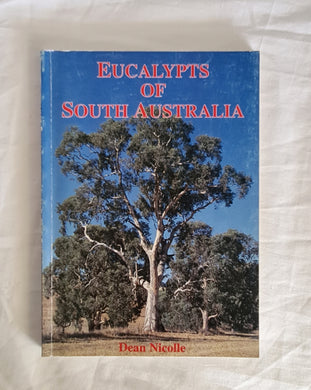 EUCALYPTS
OF
SOUTH AUSTRALIA
Dean Nicolle